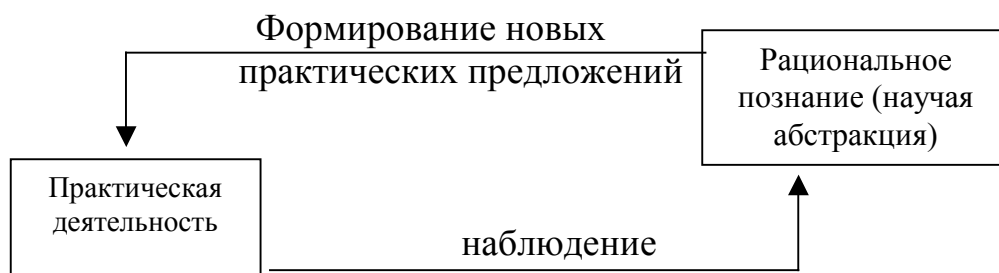 Формирование новых
практических предложений
Рациональное
познание (научая
абстракция)
Практическая
деятельность
наблюдение